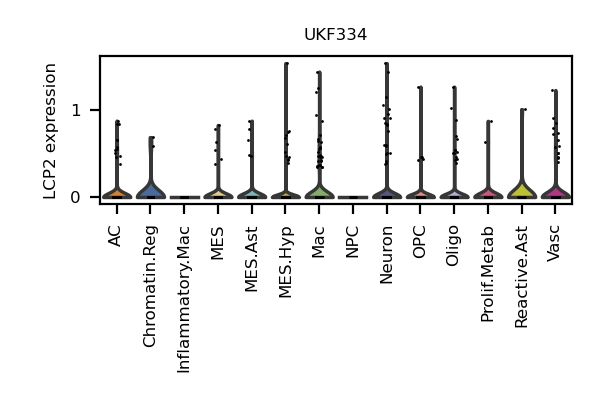 UKF334
LCP2 expression
1
0
AC
Chromatin.Reg
Inflammatory.Mac
MES
MES.Ast
MES.Hyp
Mac
NPC
Neuron
OPC
Oligo
Prolif.Metab
Reactive.Ast
Vasc